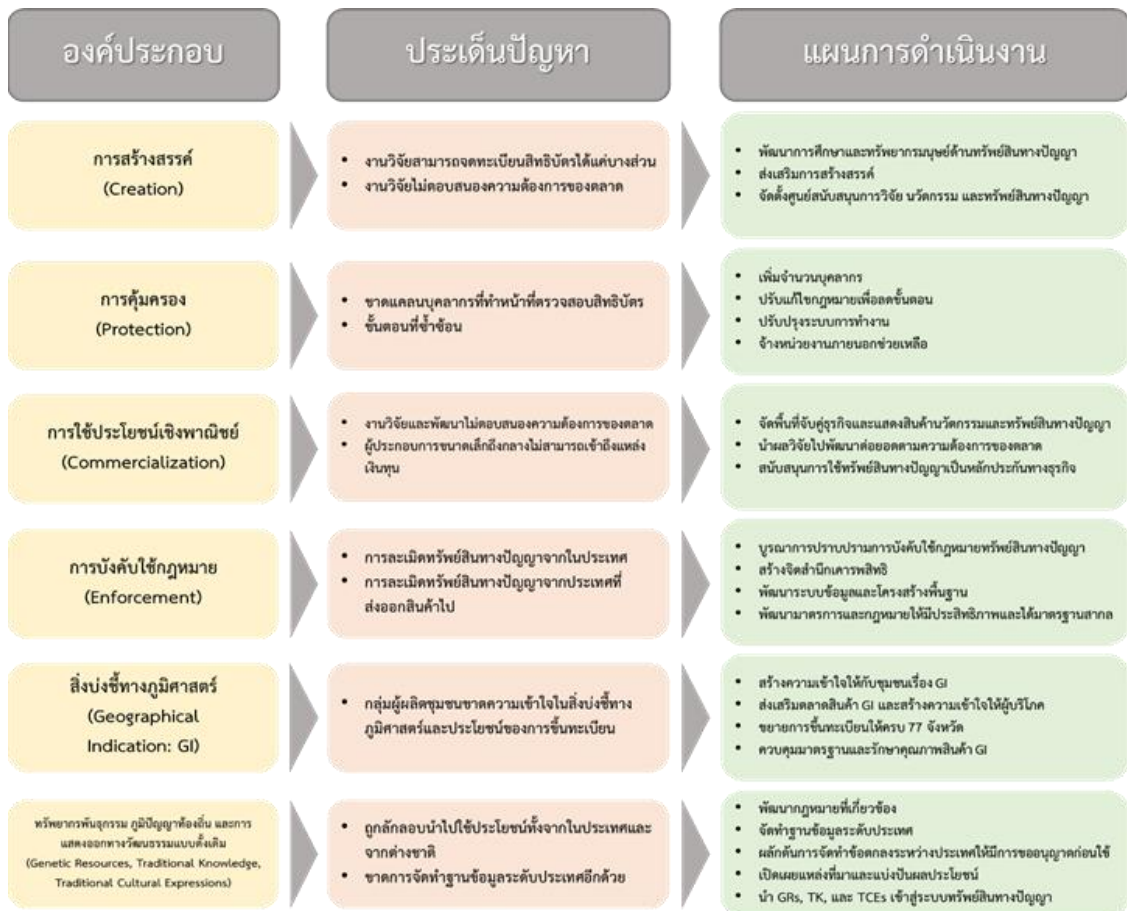 องค์ประกอบ
ประเด็นปัญหา
แผนการดำเนินงาน
การสร้างสรรค์
(Creation)
• งานวิจัยสามารถจดทะเบียนสิทธิบัตรได้แค่บางส่วน
• งานวิจัยไม่ตอบสนองความต้องการของตลาด
• พัฒนาการศึกษาและทรัพยากรมนุษย์ด้านทรัพย์สินทางปัญญา
• ส่งเสริมการสร้างสรรค์
• จัดตั้งศูนย์สนับสนุนการวิจัย นวัตกรรม และทรัพย์สินทางปัญญา
การคุ้มครอง
(Protection)
• ขาดแคลนบุคลากรที่ทำหน้าที่ตรวจสอบสิทธิบัตร
• ขั้นตอนที่ซ้ำซ้อน
• เพิ่มจำนวนบุคลากร
• ปรับแก้ไขกฎหมายเพื่อลดขั้นตอน
• ปรับปรุงระบบการทำงาน
• จ้างหน่วยงานภายนอกช่วยเหลือ
การใช้ประโยชน์เชิงพาณิชย์
(Commercialization)
• งานวิจัยและพัฒนาไม่ตอบสนองความต้องการของตลาด
• ผู้ประกอบการขนาดเล็กถึงกลางไม่สามารถเข้าถึงแหล่ง
เงินทุน
• จัดพื้นที่จับคู่ธุรกิจและแสดงสินค้านวัตกรรมและทรัพย์สินทางปัญญา
• นำผลวิจัยไปพัฒนาต่อยอดตามความต้องการของตลาด
• สนับสนุนการใช้ทรัพย์สินทางปัญญาเป็นหลักประกันทางธุรกิจ
การบังคับใช้กฎหมาย
(Enforcement)
• การละเมิดทรัพย์สินทางปัญญาจากในประเทศ
• การละเมิดทรัพย์สินทางปัญญาจากประเทศที่
ส่งออกสินค้าไป
• บูรณาการปราบปรามการบังคับใช้กฎหมายทรัพย์สินทางปัญญา
• สร้างจิตสำนึกเคารพสิทธิ
• พัฒนาระบบข้อมูลและโครงสร้างพื้นฐาน
• พัฒนามาตรการและกฎหมายให้มีประสิทธิภาพและได้มาตรฐานสากล
สิ่งบ่งชี้ทางภูมิศาสตร์
(Geographical
Indication: GI)
• กลุ่มผู้ผลิตชุมชนขาดความเข้าใจในสิ่งบ่งชี้ทาง
ภูมิศาสตร์และประโยชน์ของการขึ้นทะเบียน
• สร้างความเข้าใจให้กับชุมชนเรื่อง GI
• ส่งเสริมตลาดสินค้า GI และสร้างความเข้าใจให้ผู้บริโภค
• ขยายการขึ้นทะเบียนให้ครบ 77 จังหวัด
• ควบคุมมาตรฐานและรักษาคุณภาพสินค้า GI
ทรัพยากรพันธุกรรม ภูมิปัญญาท้องถิ่น และการ
แสดงออกทางวัฒนธรรมแบบดั้งเดิม
(Genetic Resources, Traditional Knowledge,
Traditional Cultural Expressions)
• ถูกลักลอบนำไปใช้ประโยชน์ทั้งจากในประเทศและ
จากต่างชาติ
• ขาดการจัดทำฐานข้อมูลระดับประเทศอีกด้วย
• พัฒนากฎหมายที่เกี่ยวข้อง
• จัดทำฐานข้อมูลระดับประเทศ
• ผลักดันการจัดทำข้อตกลงระหว่างประเทศให้มีการขออนุญาตก่อนใช้
• เปิดเผยแหล่งที่มาและแบ่งปันผลประโยชน์
• นำ GRs, TK, และ TCEs เข้าสู่ระบบทรัพย์สินทางปัญญา